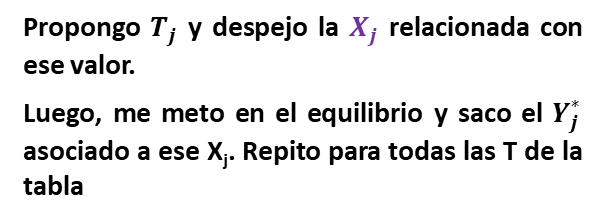 Propongo T_j y despejo la X_j relacionada con
ese valor.
Luego, me meto en el equilibrio y saco el Y_j^*
asociado a ese X_j. Repito para todas las T de la
tabla